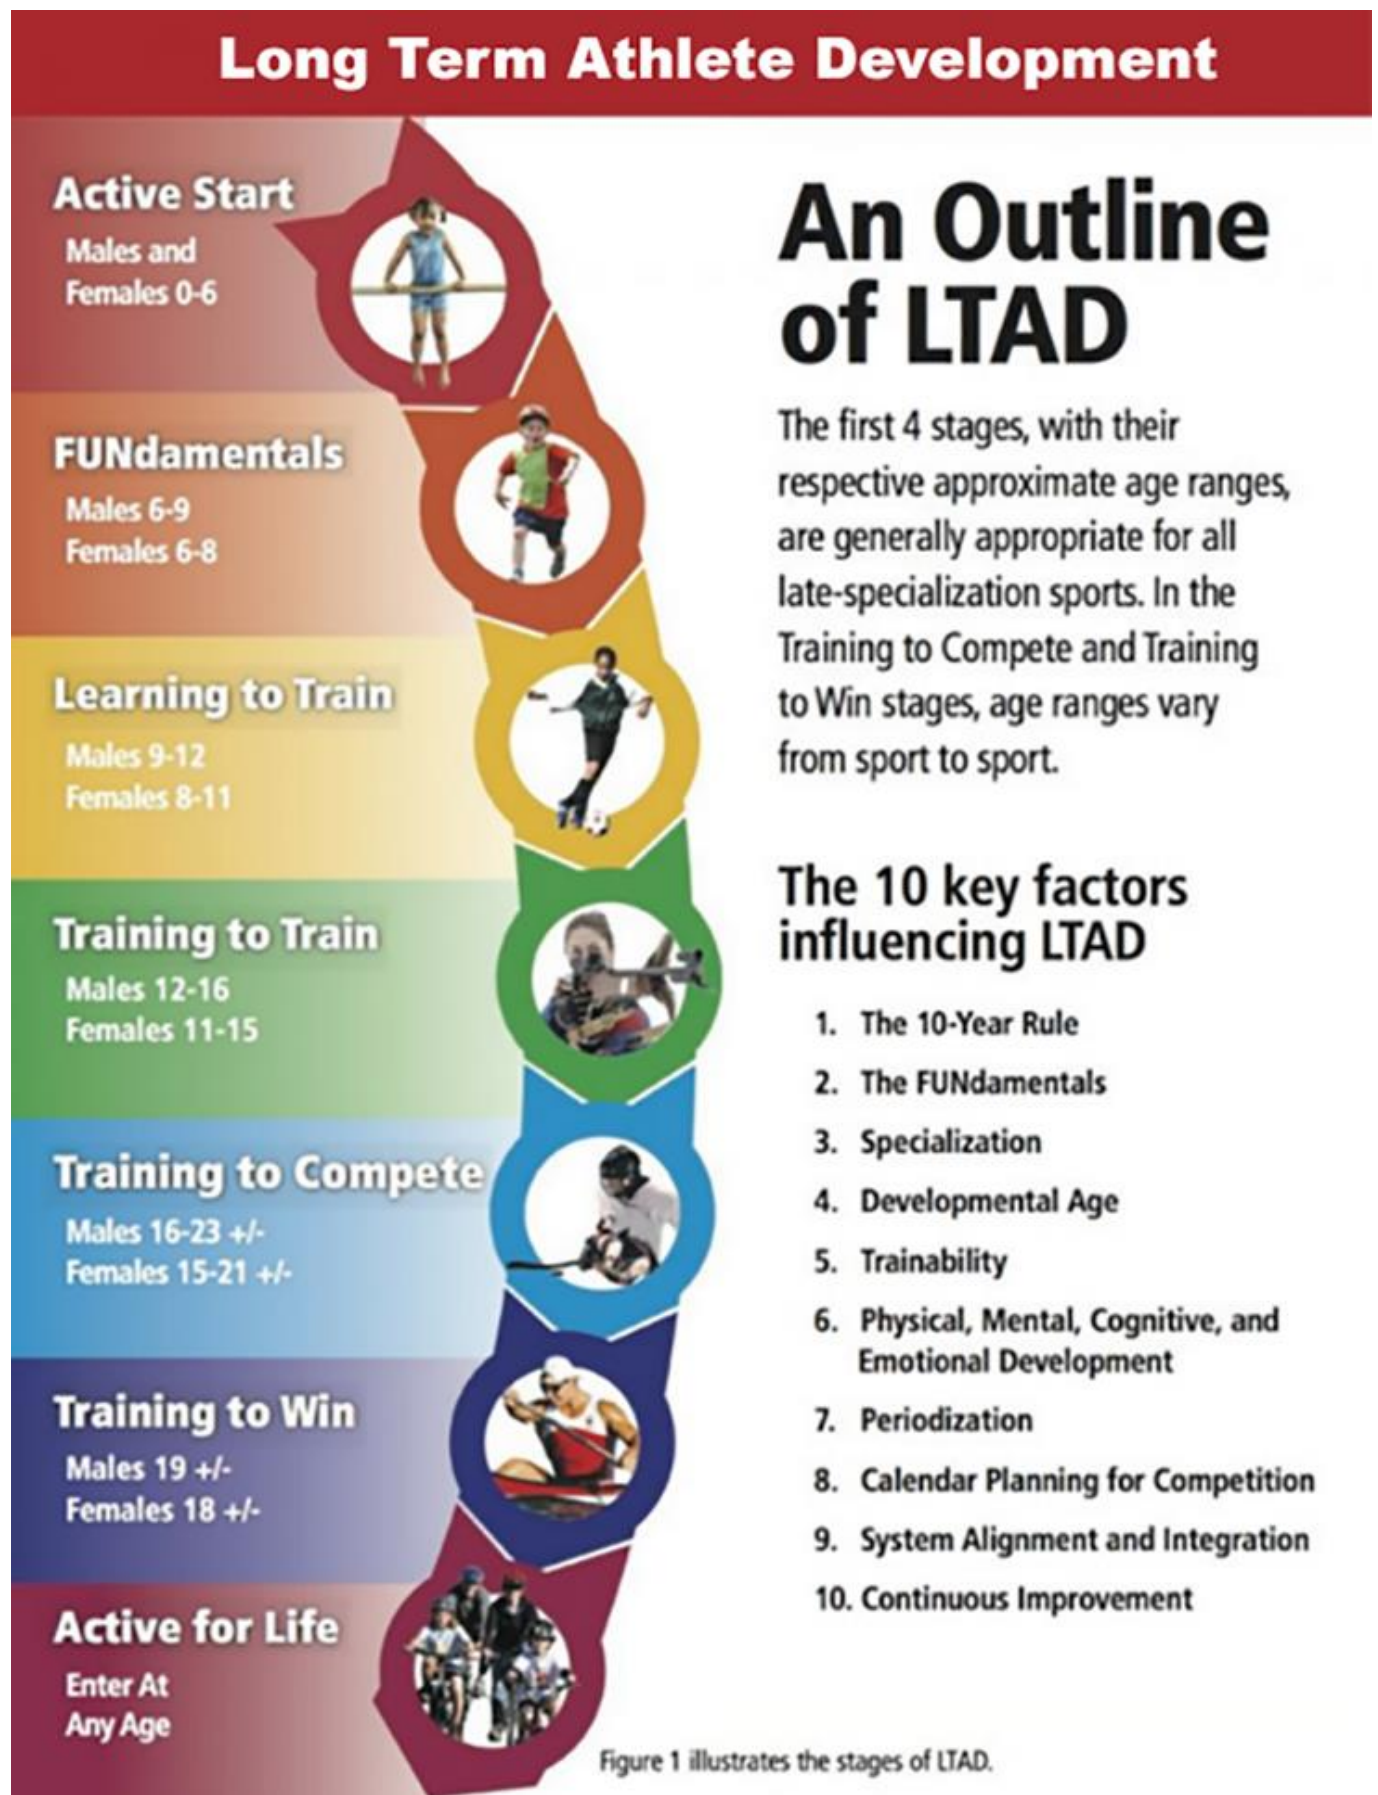 Long Term Athlete Development
Active Start
Males and
Females 0-6
FUNdamentals
Males 6-9
Females 6-8
Learning to Train
Males 9-12
Females 8-11
Training to Train
Males 12-16
Females 11-15
Training to Compete
Males 16-23 +/-
Females 15-21 +/-
Training to Win
Males 19 +/-
Females 18 +/-
Active for Life
Enter At
Any Age
An Outline
of LTAD
The first 4 stages, with their
respective approximate age ranges,
are generally appropriate for all
late-specialization sports. In the
Training to Compete and Training
to Win stages, age ranges vary
from sport to sport.
The 10 key factors
influencing LTAD
1. The 10-Year Rule
2. The FUNdamentals
3. Specialization
4. Developmental Age
5. Trainability
6. Physical, Mental, Cognitive, and
Emotional Development
7. Periodization
8. Calendar Planning for Competition
9. System Alignment and Integration
10. Continuous Improvement
Figure 1 illustrates the stages of LTAD.